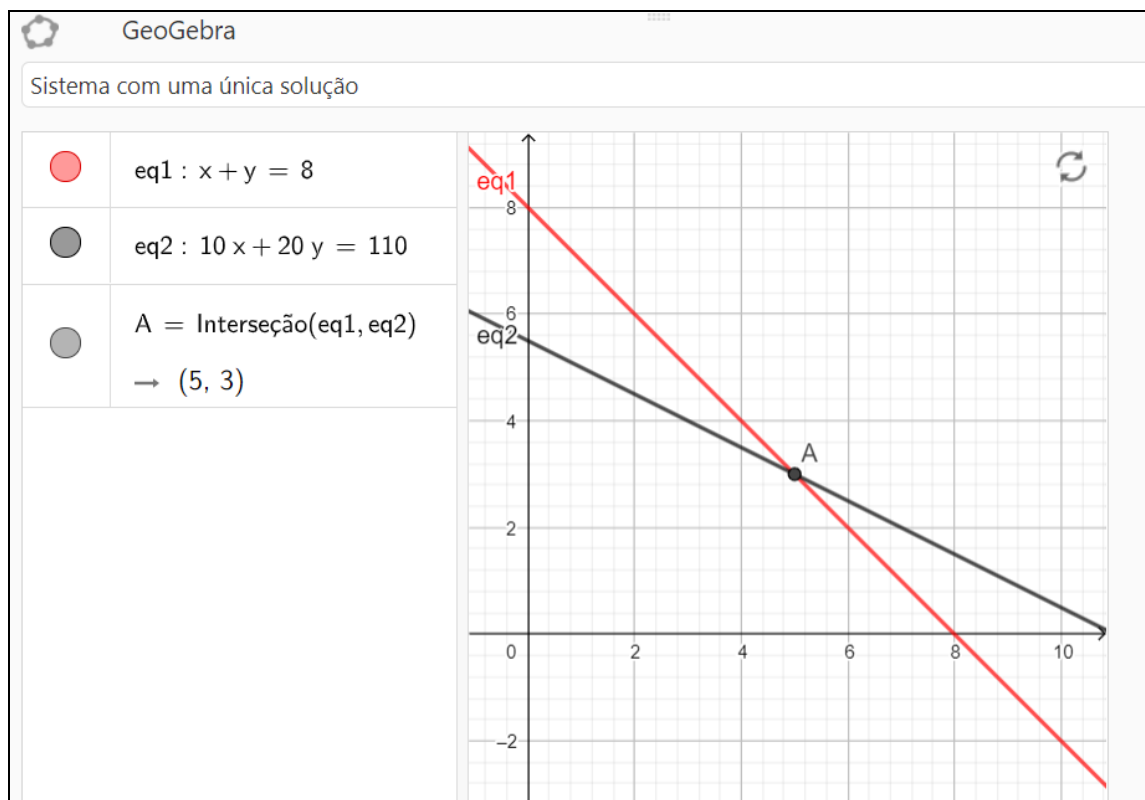 GeoGebra
Sistema com uma única solução
eq1 : x + y = 8
eq2 : 10 x + 20 y = 110
A = Interseção(eq1, eq2)
→ (5, 3)
eq1
8
6
eq2
4
A
2
0 2 4 6 8 10
–2